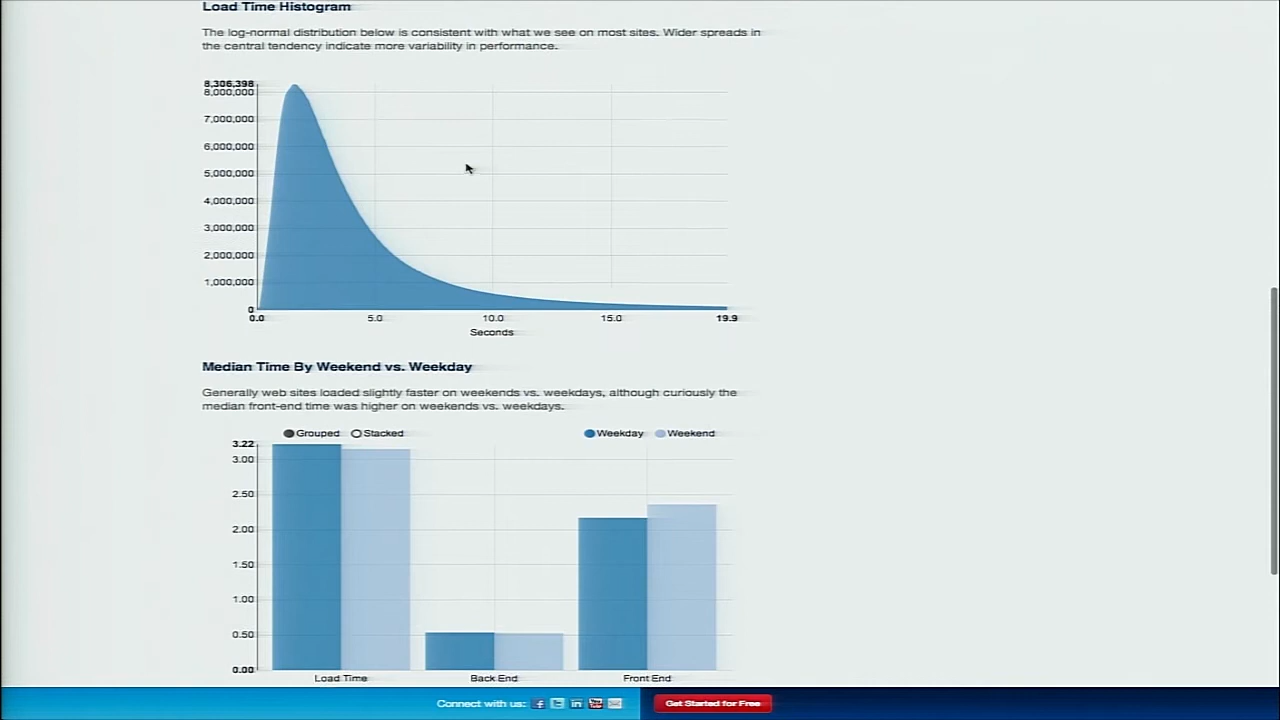 Load Time Histogram
The log-normal distribution below is consistent with what we see on most sites. Wider spreads in
the central tendency indicate more variability in performance.
8,306,398
8,000,000
7,000,000
6,000,000
5,000,000
4,000,000
3,000,000
2,000,000
1,000,000
0
0.0 5.0 10.0 15.0 19.9
Seconds
Median Time By Weekend vs. Weekday
Generally web sites loaded slightly faster on weekends vs. weekdays, although curiously the
median front-end time was higher on weekends vs. weekdays.
Grouped Stacked Weekday Weekend
3.22
3.00
2.50
2.00
1.50
1.00
0.50
0.00
Load Time Back End Front End
Connect with us: Get Started for Free